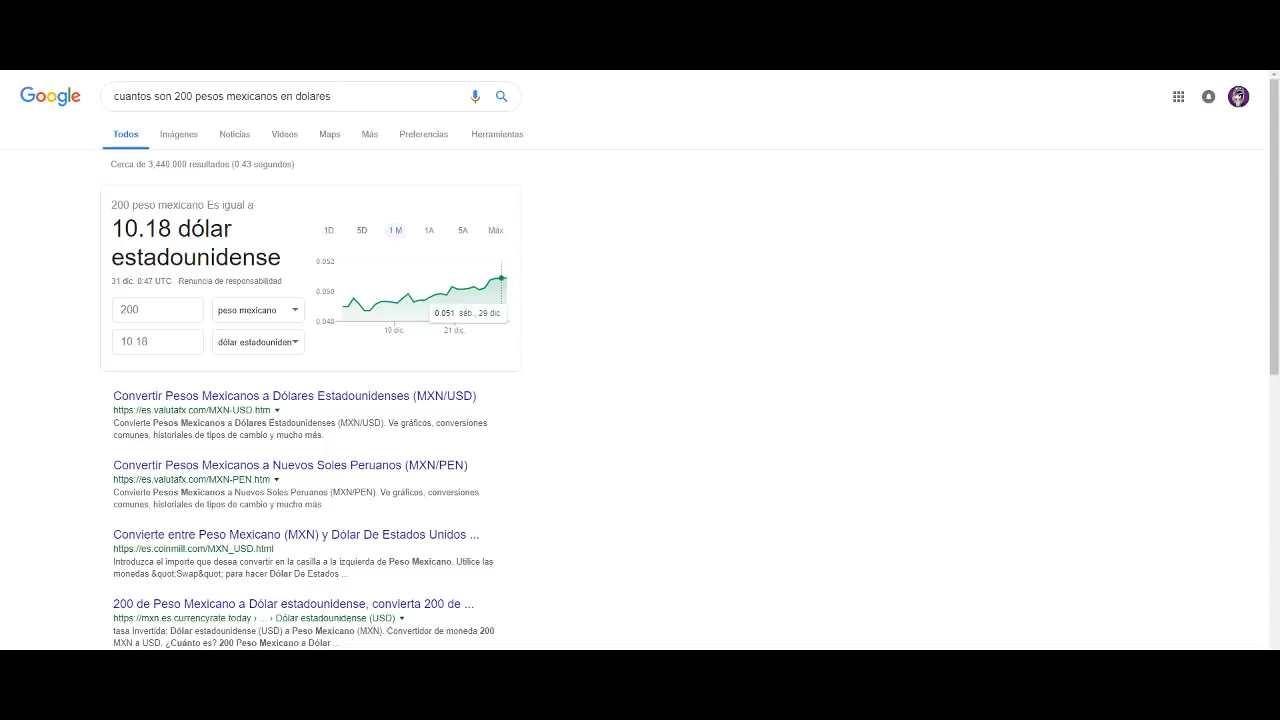 Google
cuantos son 200 pesos mexicanos en dolares
Todos Imágenes Noticias Videos Maps Más Preferencias Herramientas
Cerca de 3,440,000 resultados (0.43 segundos)
200 peso mexicano Es igual a
10.18 dólar
estadounidense
31 dic. 0:47 UTC Renuncia de responsabilidad
200 peso mexicano
10.18 dólar estadouniden
1D 5D 1 M 1A 5A Máx.
0.052
0.050
0.048
0.051 sáb., 29 dic.
10 dic. 21 dic.
Convertir Pesos Mexicanos a Dólares Estadounidenses (MXN/USD)
https://es.valutafx.com/MXN-USD.htm
Convierte Pesos Mexicanos a Dólares Estadounidenses (MXN/USD). Ve gráficos, conversiones
comunes, historiales de tipos de cambio y mucho más.
Convertir Pesos Mexicanos a Nuevos Soles Peruanos (MXN/PEN)
https://es.valutafx.com/MXN-PEN.htm
Convierte Pesos Mexicanos a Nuevos Soles Peruanos (MXN/PEN). Ve gráficos, conversiones
comunes, historiales de tipos de cambio y mucho más.
Convierte entre Peso Mexicano (MXN) y Dólar De Estados Unidos ...
https://es.coinmill.com/MXN_USD.html
Introduzca el importe que desea convertir en la casilla a la izquierda de Peso Mexicano. Utilice las
monedas &quot;Swap&quot; para hacer Dólar De Estados ...
200 de Peso Mexicano a Dólar estadounidense, convierta 200 de ...
https://mxn.es.currencyrate.today › ... › Dólar estadounidense (USD)
tasa Invertida: Dólar estadounidense (USD) a Peso Mexicano (MXN). Convertidor de moneda 200
MXN a USD. ¿Cuánto es? 200 Peso Mexicano a Dólar ...